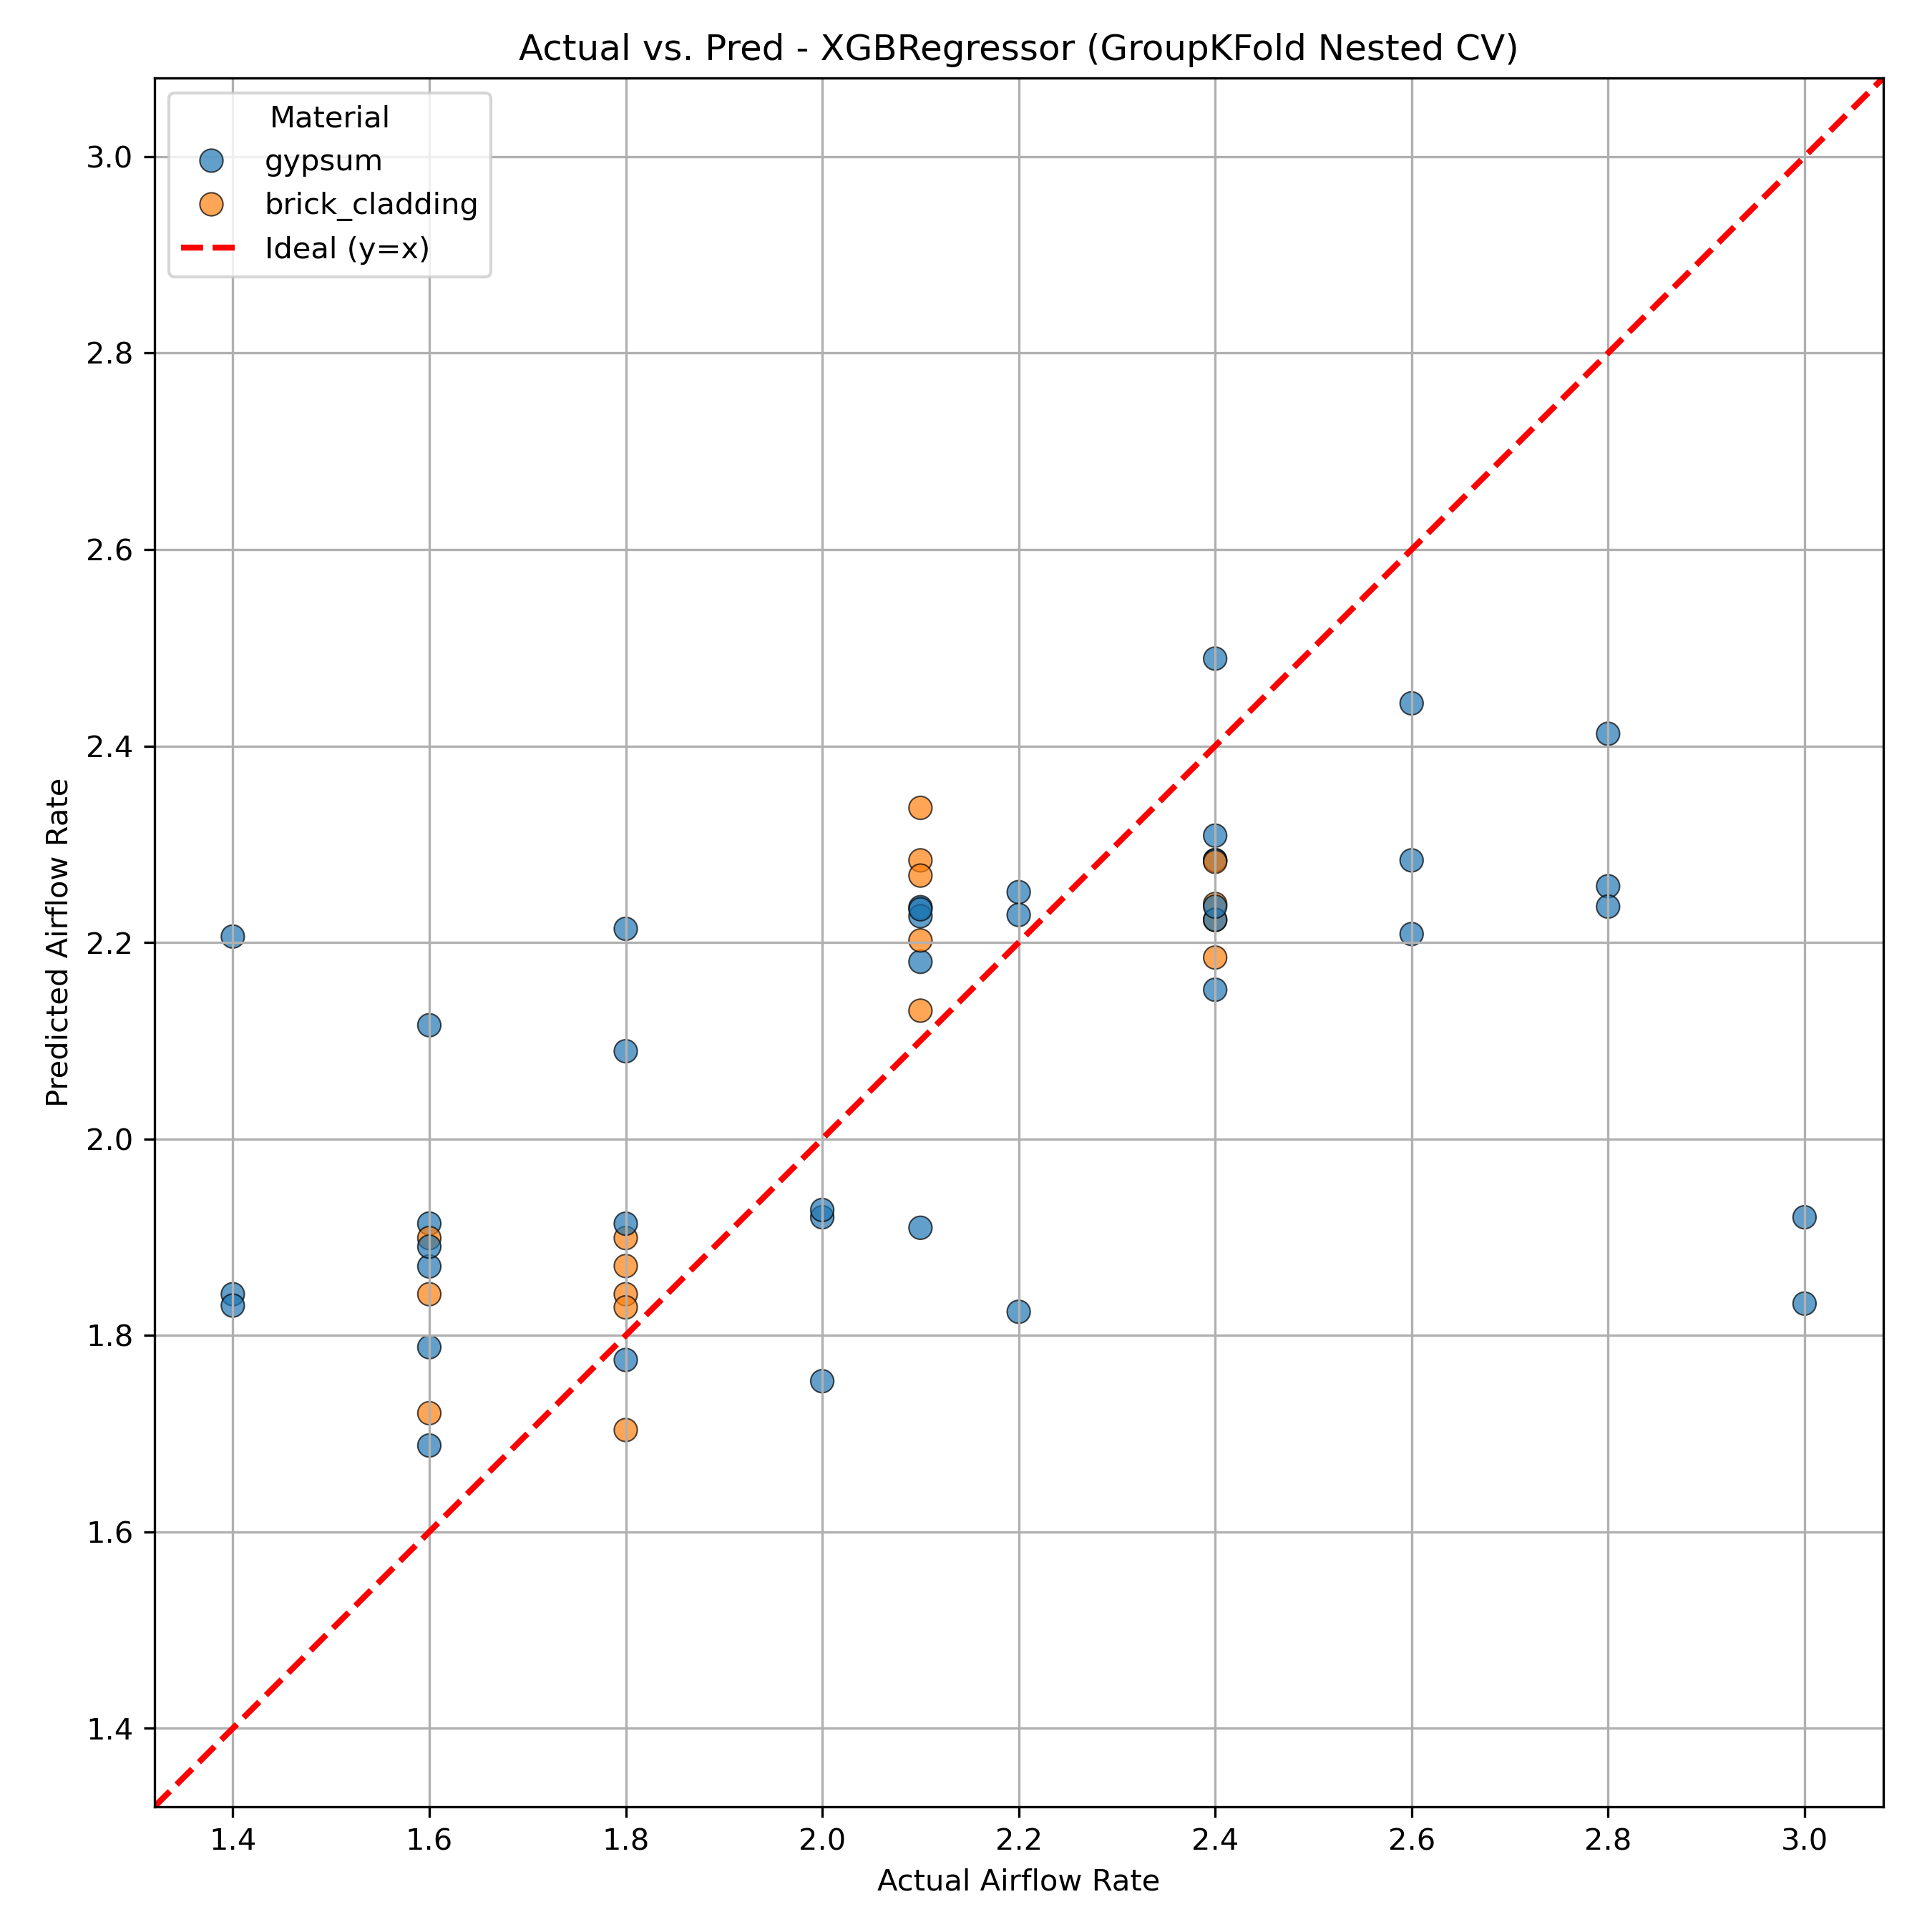 Actual vs. Pred - XGBRegressor (GroupKFold Nested CV)
Material
gypsum
brick_cladding
Ideal (y=x)
3.0
2.8
2.6
2.4
2.2
2.0
1.8
1.6
1.4
Predicted Airflow Rate
1.4 1.6 1.8 2.0 2.2 2.4 2.6 2.8 3.0
Actual Airflow Rate